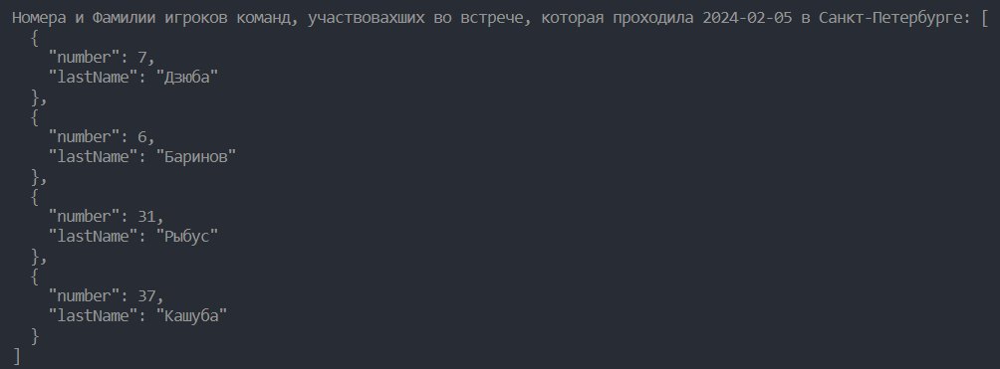 Номера и Фамилии игроков команд, участвовахших во встрече, которая проходила 2024-02-05 в Санкт-Петербурге: [
  {
    "number": 7,
    "lastName": "Дзюба"
  },
  {
    "number": 6,
    "lastName": "Баринов"
  },
  {
    "number": 31,
    "lastName": "Рыбус"
  },
  {
    "number": 37,
    "lastName": "Кашуба"
  }
]